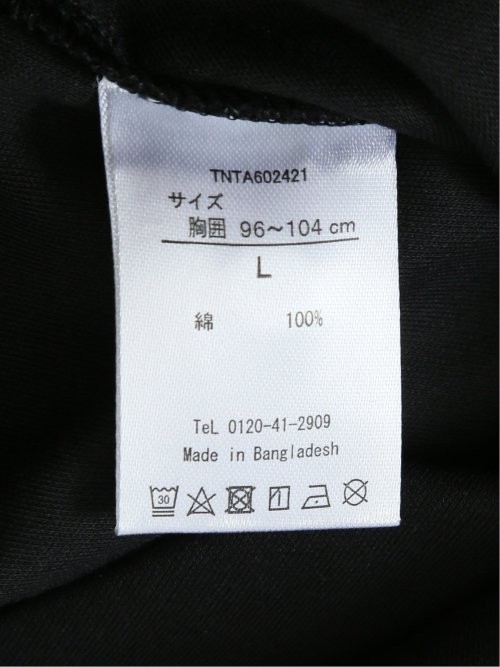 TNTA602421
サイズ
胸囲 96～104 cm
L
綿 100%
TeL 0120-41-2909
Made in Bangladesh
30